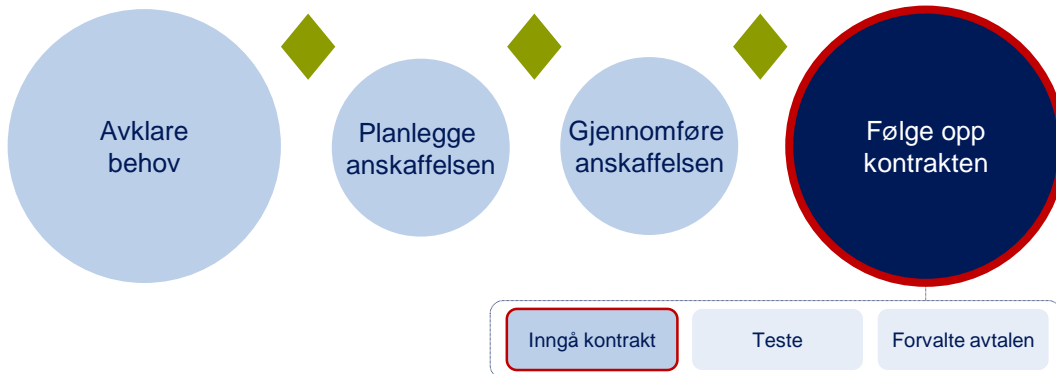 Avklare
behov
Planlegge
anskaffelsen
Gjennomføre
anskaffelsen
Følge opp
kontrakten
Inngå kontrakt
Teste
Forvalte avtalen